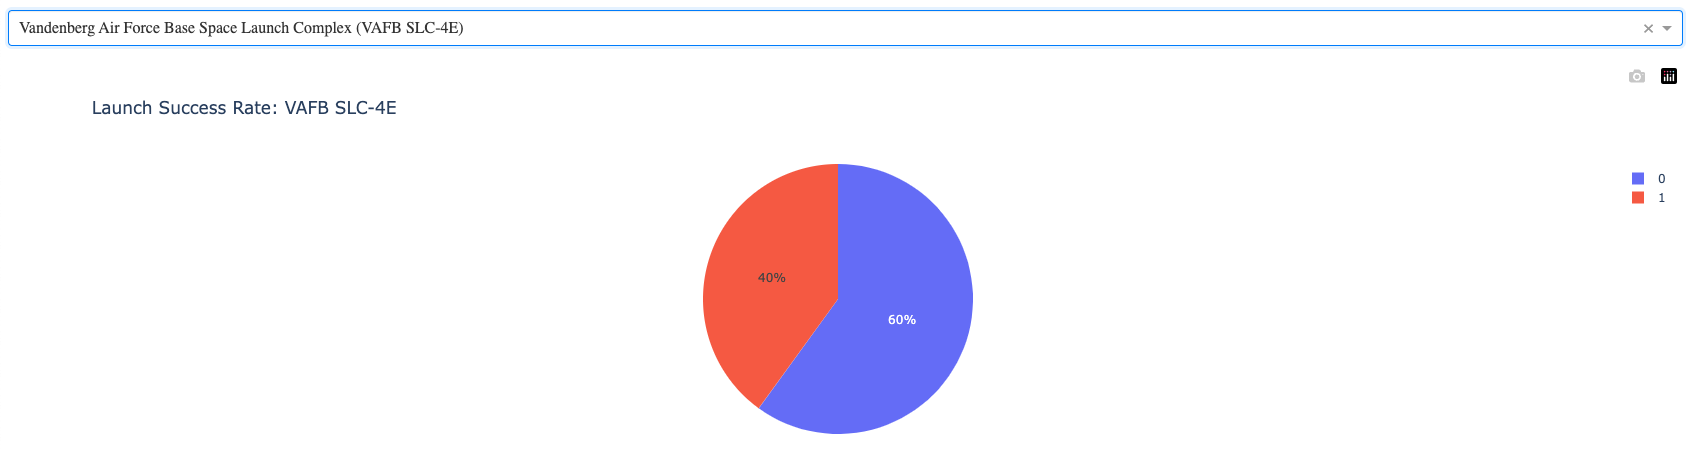 Vandenberg Air Force Base Space Launch Complex (VAFB SLC-4E)
Launch Success Rate: VAFB SLC-4E
0
1
40%
60%